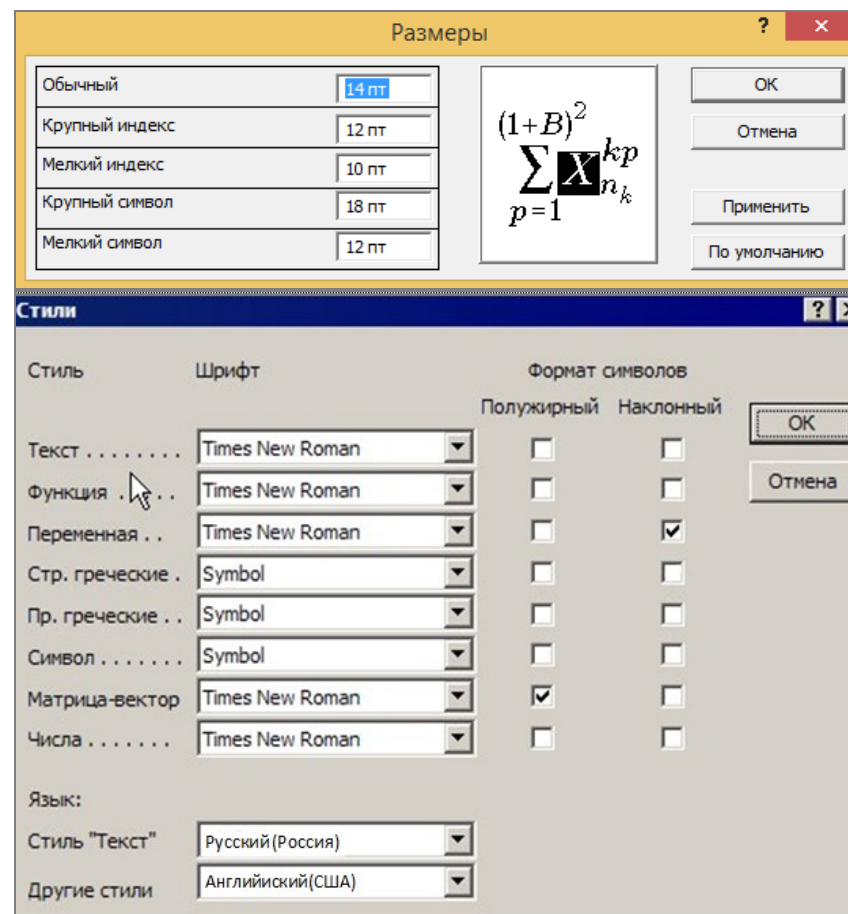 Размеры ? ×
Обычный 14 пт
Крупный индекс 12 пт
Мелкий индекс 10 пт
Крупный символ 18 пт
Мелкий символ 12 пт
(1+B)²
∑ X kp
n k
p=1
OK
Отмена
Применить
По умолчанию
Стили ?
Стиль Шрифт Формат символов
Полужирный Наклонный
Текст . . . . . . . . Times New Roman
Функция . . . . Times New Roman
Переменная . . Times New Roman
Стр. греческие . Symbol
Пр. греческие . . Symbol
Символ . . . . . . . Symbol
Матрица-вектор Times New Roman
Числа . . . . . . . Times New Roman
OK
Отмена
Язык:
Стиль "Текст" Русский(Россия)
Другие стили Английиский(США)